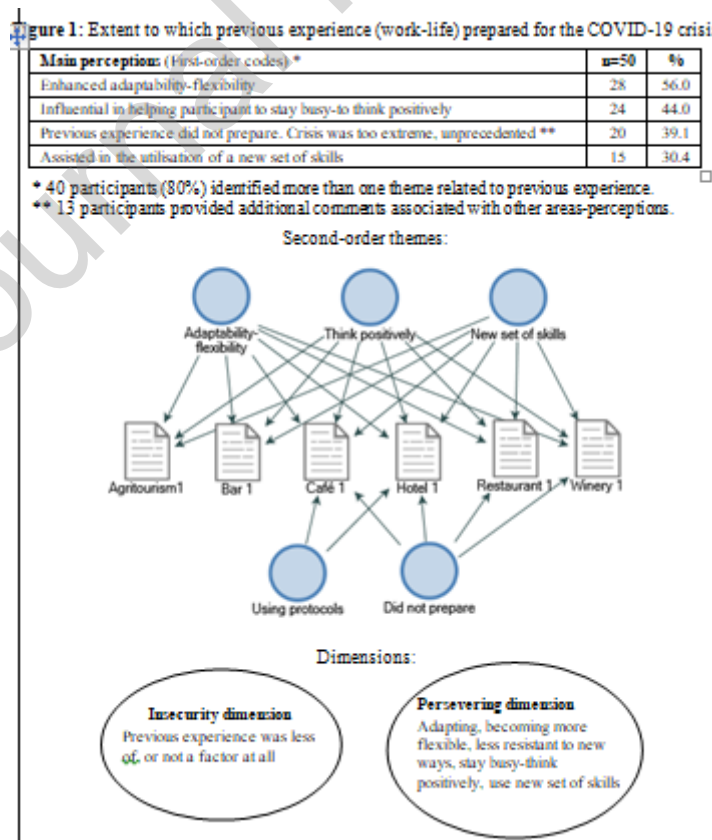 Figure 1: Extent to which previous experience (work-life) prepared for the COVID-19 crisi
Main perceptions (First-order codes) * n=50 %
Enhanced adaptability-flexibility 28 56.0
Influential in helping participant to stay busy-to think positively 24 44.0
Previous experience did not prepare. Crisis was too extreme, unprecedented ** 20 39.1
Assisted in the utilisation of a new set of skills 15 30.4
* 40 participants (80%) identified more than one theme related to previous experience.
** 13 participants provided additional comments associated with other areas-perceptions.
Second-order themes:
Adaptability-
flexibility
Think positively
New set of skills
Agritourism1
Bar 1
Café 1
Hotel 1
Restaurant 1
Winery 1
Using protocols
Did not prepare
Dimensions:
Insecurity dimension
Previous experience was less
of, or not a factor at all
Persevering dimension
Adapting, becoming more
flexible, less resistant to new
ways, stay busy-think
positively, use new set of skills